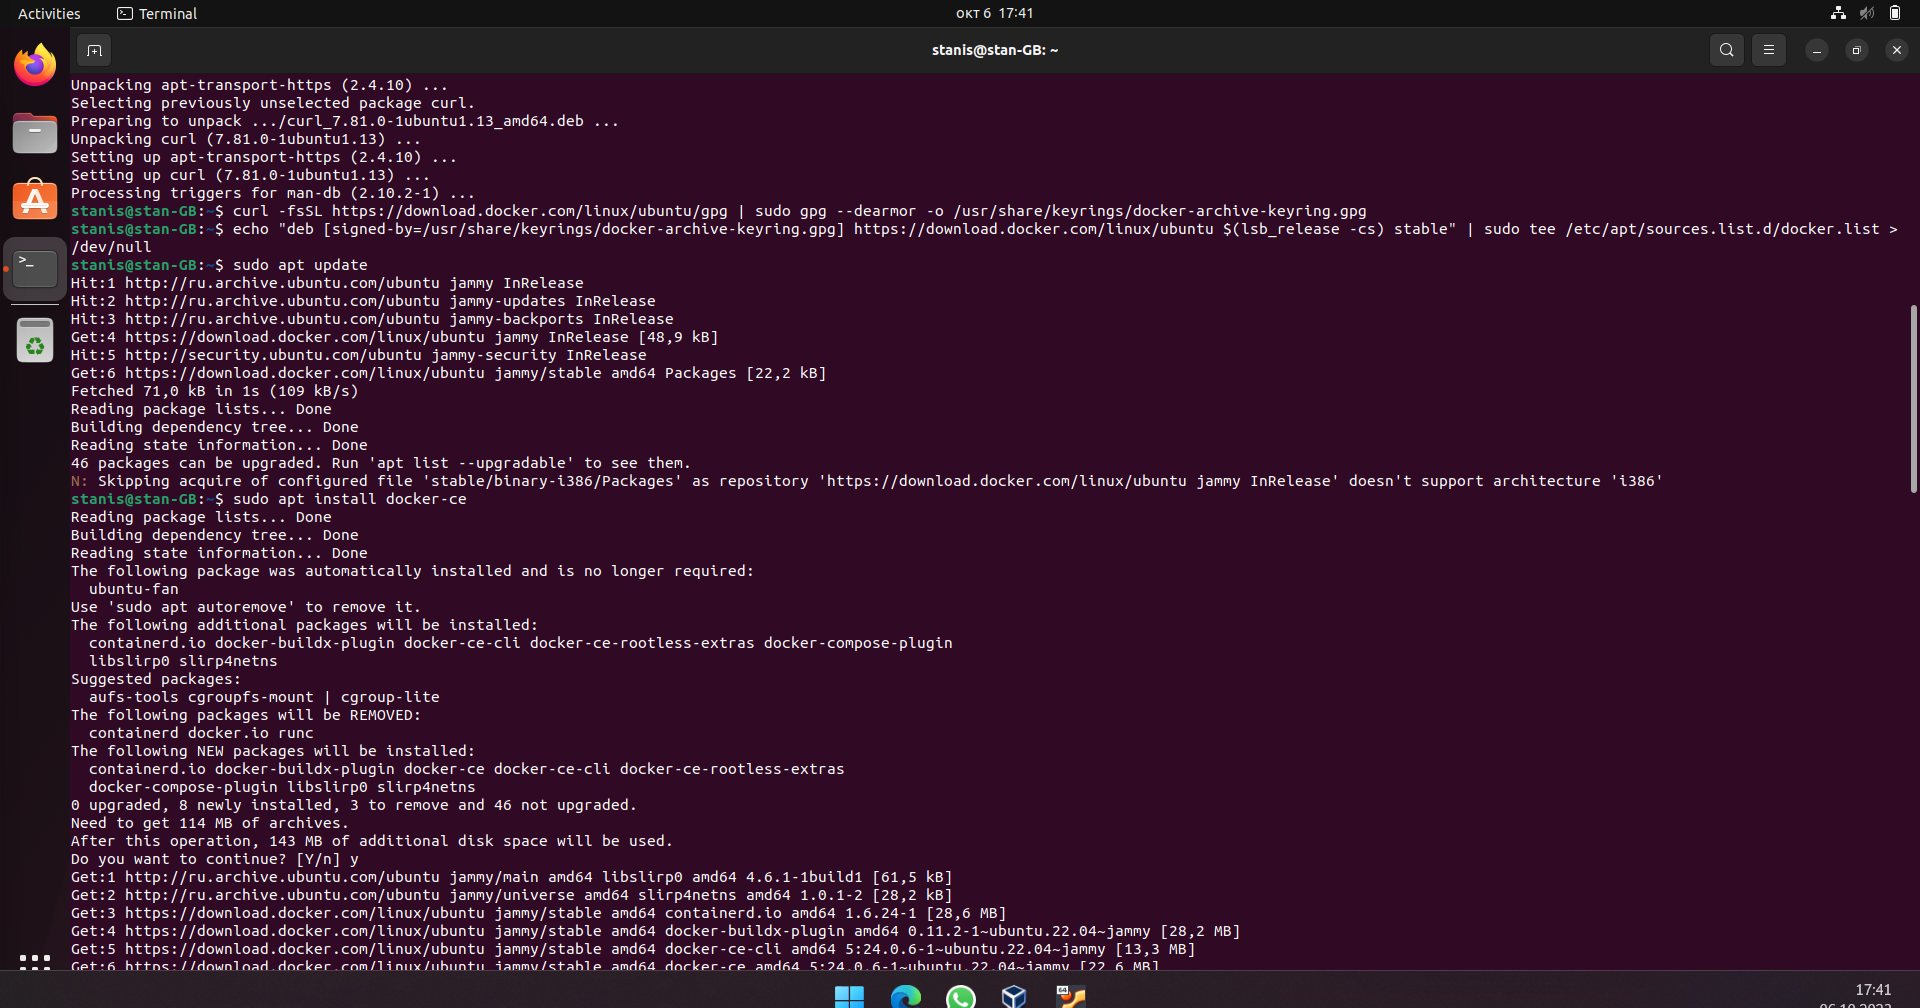 Activities
Terminal
окт 6 17:41
stanis@stan-GB: ~
Unpacking apt-transport-https (2.4.10) ...
Selecting previously unselected package curl.
Preparing to unpack .../curl_7.81.0-1ubuntu1.13_amd64.deb ...
Unpacking curl (7.81.0-1ubuntu1.13) ...
Setting up apt-transport-https (2.4.10) ...
Setting up curl (7.81.0-1ubuntu1.13) ...
Processing triggers for man-db (2.10.2-1) ...
stanis@stan-GB:~$ curl -fsSL https://download.docker.com/linux/ubuntu/gpg | sudo gpg --dearmor -o /usr/share/keyrings/docker-archive-keyring.gpg
stanis@stan-GB:~$ echo "deb [signed-by=/usr/share/keyrings/docker-archive-keyring.gpg] https://download.docker.com/linux/ubuntu $(lsb_release -cs) stable" | sudo tee /etc/apt/sources.list.d/docker.list >
/dev/null
stanis@stan-GB:~$ sudo apt update
Hit:1 http://ru.archive.ubuntu.com/ubuntu jammy InRelease
Hit:2 http://ru.archive.ubuntu.com/ubuntu jammy-updates InRelease
Hit:3 http://ru.archive.ubuntu.com/ubuntu jammy-backports InRelease
Get:4 https://download.docker.com/linux/ubuntu jammy InRelease [48,9 kB]
Hit:5 http://security.ubuntu.com/ubuntu jammy-security InRelease
Get:6 https://download.docker.com/linux/ubuntu jammy/stable amd64 Packages [22,2 kB]
Fetched 71,0 kB in 1s (109 kB/s)
Reading package lists... Done
Building dependency tree... Done
Reading state information... Done
46 packages can be upgraded. Run 'apt list --upgradable' to see them.
N: Skipping acquire of configured file 'stable/binary-i386/Packages' as repository 'https://download.docker.com/linux/ubuntu jammy InRelease' doesn't support architecture 'i386'
stanis@stan-GB:~$ sudo apt install docker-ce
Reading package lists... Done
Building dependency tree... Done
Reading state information... Done
The following package was automatically installed and is no longer required:
ubuntu-fan
Use 'sudo apt autoremove' to remove it.
The following additional packages will be installed:
containerd.io docker-buildx-plugin docker-ce-cli docker-ce-rootless-extras docker-compose-plugin
libslirp0 slirp4netns
Suggested packages:
aufs-tools cgroupfs-mount | cgroup-lite
The following packages will be REMOVED:
containerd docker.io runc
The following NEW packages will be installed:
containerd.io docker-buildx-plugin docker-ce docker-ce-cli docker-ce-rootless-extras
docker-compose-plugin libslirp0 slirp4netns
0 upgraded, 8 newly installed, 3 to remove and 46 not upgraded.
Need to get 114 MB of archives.
After this operation, 143 MB of additional disk space will be used.
Do you want to continue? [Y/n] y
Get:1 http://ru.archive.ubuntu.com/ubuntu jammy/main amd64 libslirp0 amd64 4.6.1-1build1 [61,5 kB]
Get:2 http://ru.archive.ubuntu.com/ubuntu jammy/universe amd64 slirp4netns amd64 1.0.1-2 [28,2 kB]
Get:3 https://download.docker.com/linux/ubuntu jammy/stable amd64 containerd.io amd64 1.6.24-1 [28,6 MB]
Get:4 https://download.docker.com/linux/ubuntu jammy/stable amd64 docker-buildx-plugin amd64 0.11.2-1~ubuntu.22.04~jammy [28,2 MB]
Get:5 https://download.docker.com/linux/ubuntu jammy/stable amd64 docker-ce-cli amd64 5:24.0.6-1~ubuntu.22.04~jammy [13,3 MB]
Get:6 https://download.docker.com/linux/ubuntu jammy/stable amd64 docker-ce amd64 5:24.0.6-1~ubuntu.22.04~jammy [22,6 MB]
64
17:41
06.10.2023